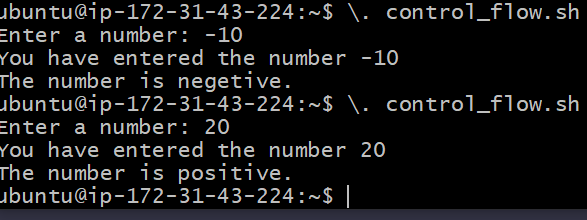 ubuntu@ip-172-31-43-224:~$ \. control_flow.sh
Enter a number: -10
You have entered the number -10
The number is negetive.
ubuntu@ip-172-31-43-224:~$ \. control_flow.sh
Enter a number: 20
You have entered the number 20
The number is positive.
ubuntu@ip-172-31-43-224:~$